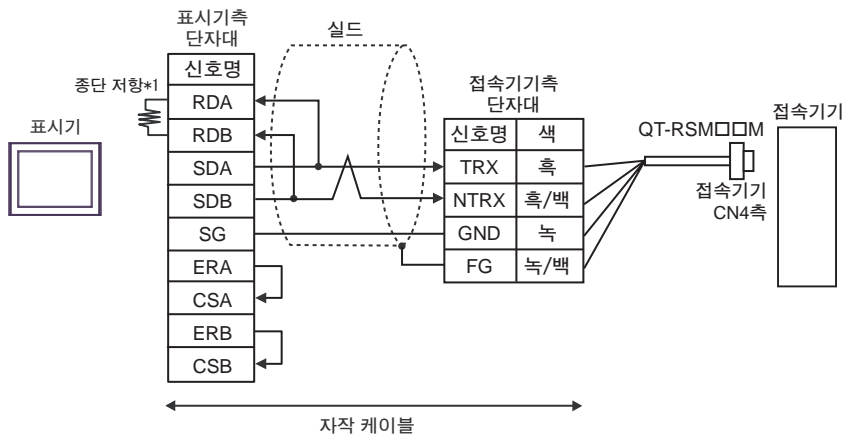 표시기측
단자대
실드
신호명
종단 저항*1
RDA
RDB
SDA
SDB
SG
ERA
CSA
ERB
CSB
표시기
접속기기측
단자대
신호명 색
TRX 흑
NTRX 흑/백
GND 녹
FG 녹/백
QT-RSM□□M
접속기기
접속기기
CN4측
자작 케이블